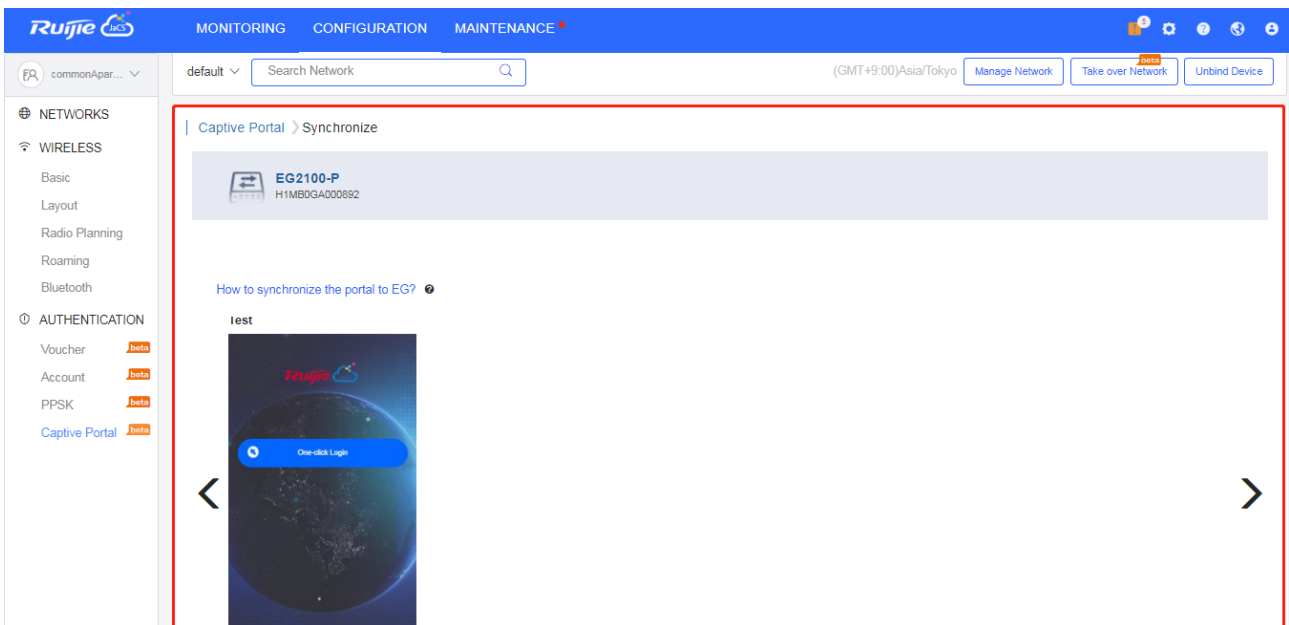 Ruijie JaCS MONITORING CONFIGURATION MAINTENANCE 5
commonApar... default Search Network (GMT+9:00)Asia/Tokyo Manage Network Take over Network beta Unbind Device
NETWORKS
WIRELESS
Basic
Layout
Radio Planning
Roaming
Bluetooth
AUTHENTICATION
Voucher beta
Account beta
PPSK beta
Captive Portal beta
Captive Portal > Synchronize
EG2100-P
H1MB0GA000892
How to synchronize the portal to EG?
Test
Ruijie
One-click Login